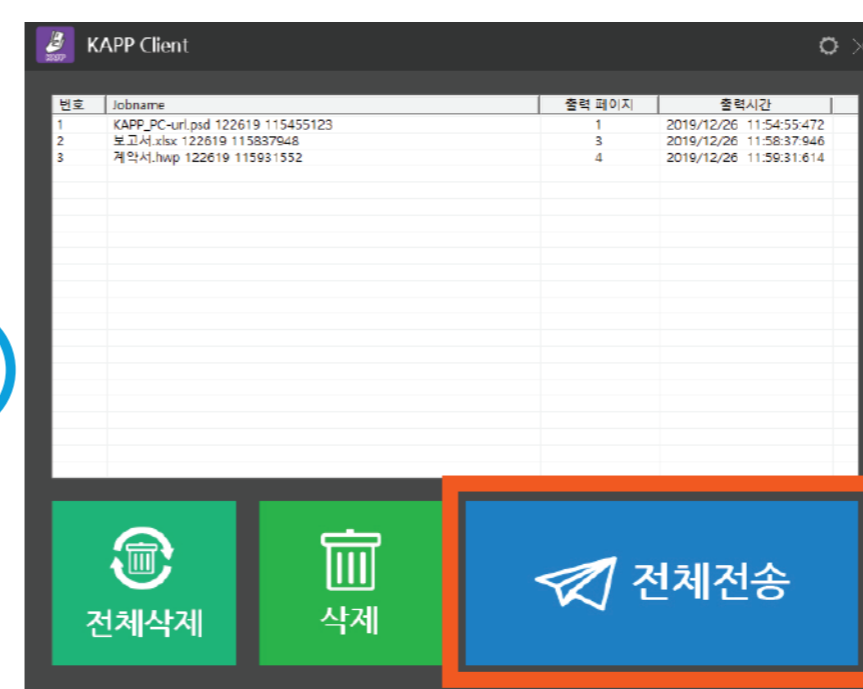 KAPP Client
번호 Jobname 출력 페이지 출력시간
1 KAPP_PC-url.psd 122619 115455123 1 2019/12/26 11:54:55:472
2 보고서.xlsx 122619 115837948 3 2019/12/26 11:58:37:946
3 계약서.hwp 122619 115931552 4 2019/12/26 11:59:31:614
전체삭제 삭제 전체전송